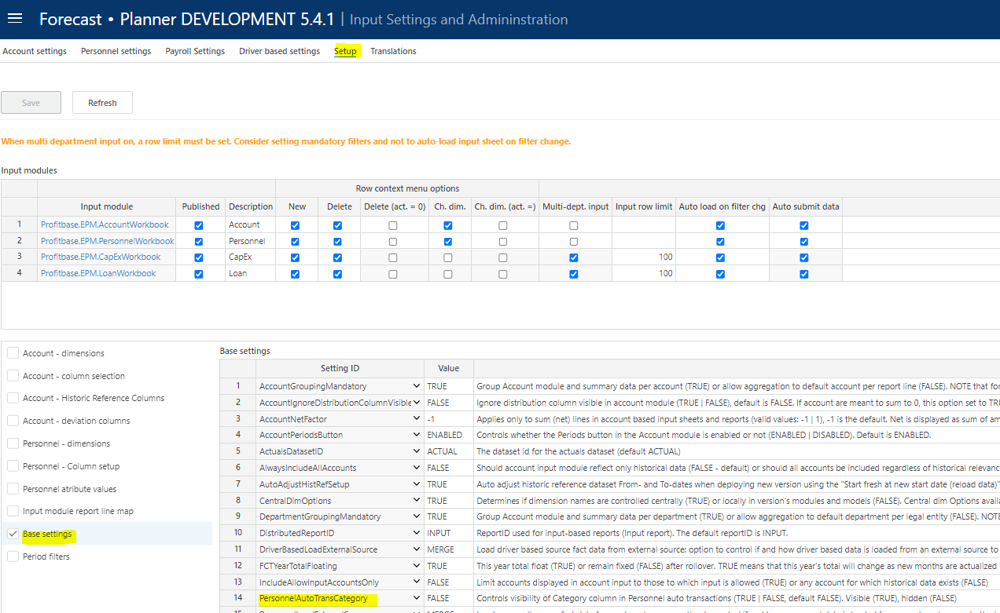 Forecast • Planner DEVELOPMENT 5.4.1 | Input Settings and Admininstration
Account settings Personnel settings Payroll Settings Driver based settings Setup Translations
Save Refresh
When multi department input on, a row limit must be set. Consider setting mandatory filters and not to auto-load input sheet on filter change.
Input modules
Row context menu options
Input module Published Description New Delete Delete (act. = 0) Ch. dim. Ch. dim. (act. =) Multi-dept. input Input row limit Auto load on filter chg Auto submit data
1 Profitbase.EPM.AccountWorkbook Account
2 Profitbase.EPM.PersonnelWorkbook Personnel
3 Profitbase.EPM.CapExWorkbook CapEx 100
4 Profitbase.EPM.LoanWorkbook Loan 100
Account - dimensions
Account - column selection
Account - Historic Reference Columns
Account - deviation columns
Personnel - dimensions
Personnel - Column setup
Personnel atribute values
Input module report line map
Base settings
Period filters
Base settings
Setting ID Value
1 AccountGroupingMandatory TRUE Group Account module and summary data per account (TRUE) or allow aggregation to default account per report line (FALSE). NOTE that for
2 AccountIgnoreDistributionColumnVisible FALSE Ignore distribution column visible in account module (TRUE | FALSE), default is FALSE. If account are meant to sum to 0, this option set to TRU
3 AccountNetFactor -1 Applies only to sum (net) lines in account based input sheets and reports (valid values: -1 | 1), -1 is the default. Net is displayed as sum of am
4 AccountPeriodsButton ENABLED Controls whether the Periods button in the Account module is enabled or not (ENABLED | DISABLED). Default is ENABLED.
5 ActualsDatasetID ACTUAL The dataset id for the actuals dataset (default ACTUAL)
6 AlwaysIncludeAllAccounts FALSE Should account input module reflect only historical data (FALSE - default) or should all accounts be included regardless of historical relevanc
7 AutoAdjustHistRefSetup TRUE Auto adjust historic reference dataset From- and To-dates when deploying new version using the "Start fresh at new start date (reload data)"
8 CentralDimOptions TRUE Determines if dimension names are controlled centrally (TRUE) or locally in version's modules and models (FALSE). Central dim Options avail
9 DepartmentGroupingMandatory TRUE Group Account module and summary data per department (TRUE) or allow aggregation to default department per legal entity (FALSE). NOTE
10 DistributedReportID INPUT ReportID used for input-based reports (Input report). The default reportID is INPUT.
11 DriverBasedLoadExternalSource MERGE Load driver based source fact data from external source: option to control if and how driver based data is loaded from an external source to
12 FCTYearTotalFloating TRUE This year total float (TRUE) or remain fixed (FALSE) after rollover. TRUE means that this year's total will change as new months are actualized
13 IncludeAllowInputAccountsOnly FALSE Limit accounts displayed in account input to those to which input is allowed (TRUE) or any account for which historical data exists (FALSE)
14 PersonnelAutoTransCategory FALSE Controls visibility of Category column in Personnel auto transactions (TRUE | FALSE, default FALSE). Visible (TRUE), hidden (FALSE)